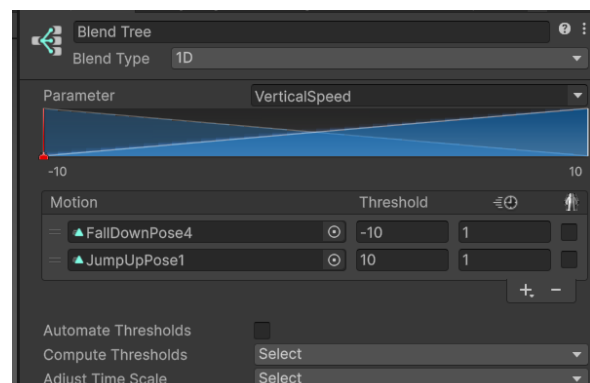 Blend Tree
Blend Type 1D
Parameter VerticalSpeed
-10 10
Motion Threshold
FallDownPose4 -10 1
JumpUpPose1 10 1
+ -
Automate Thresholds
Compute Thresholds Select
Adjust Time Scale Select